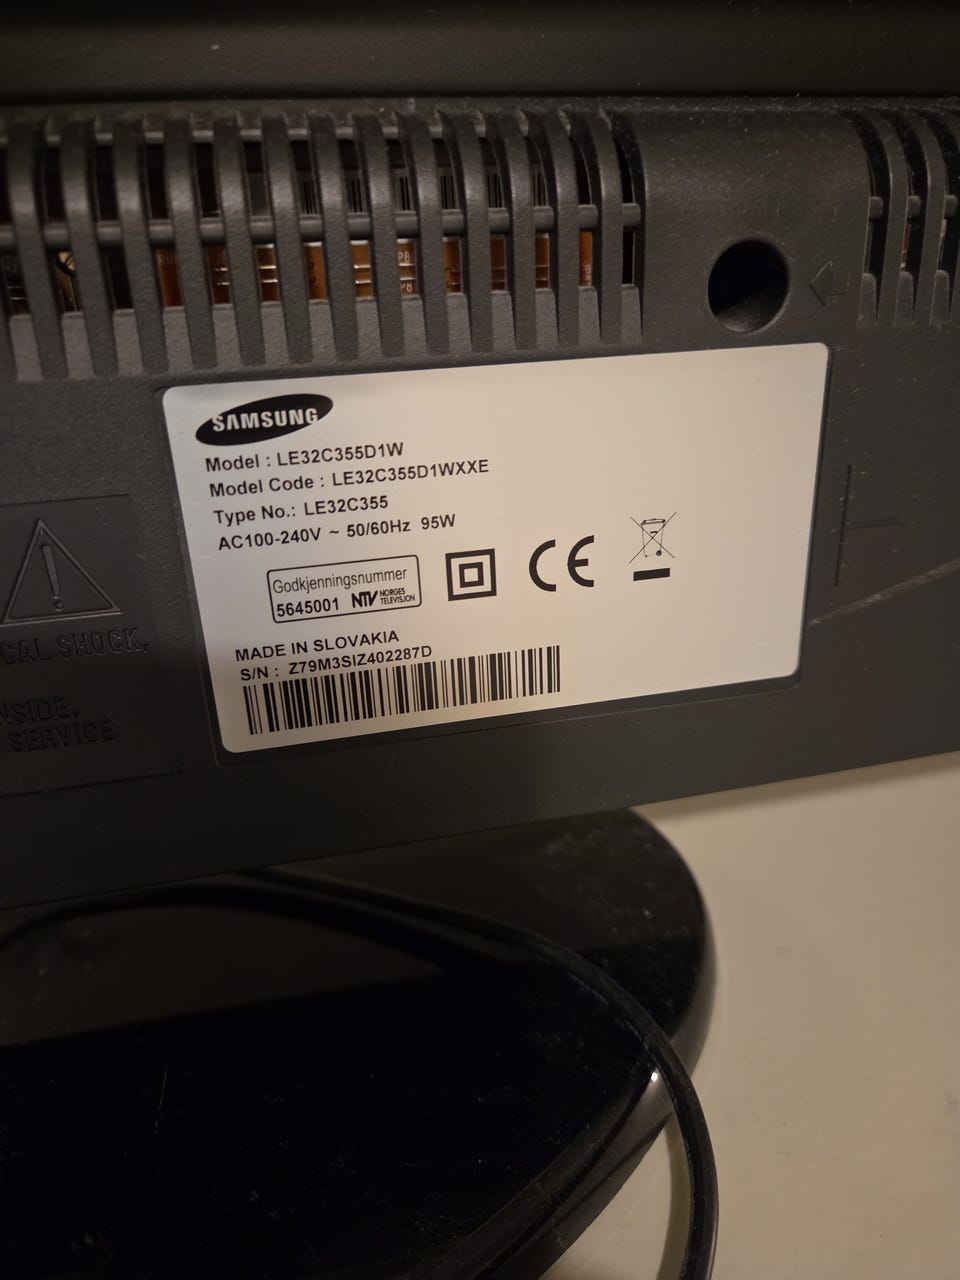 SAMSUNG
Model : LE32C355D1W
Model Code : LE32C355D1WXXE
Type No.: LE32C355
AC100-240V ~ 50/60Hz 95W
Godkjenningsnummer
5645001 NTV NORGES TELEVISJON
CE
MADE IN SLOVAKIA
S/N : Z79M3SIZ402287D
CAL SHOCK.
NSIDE.
SERVICE